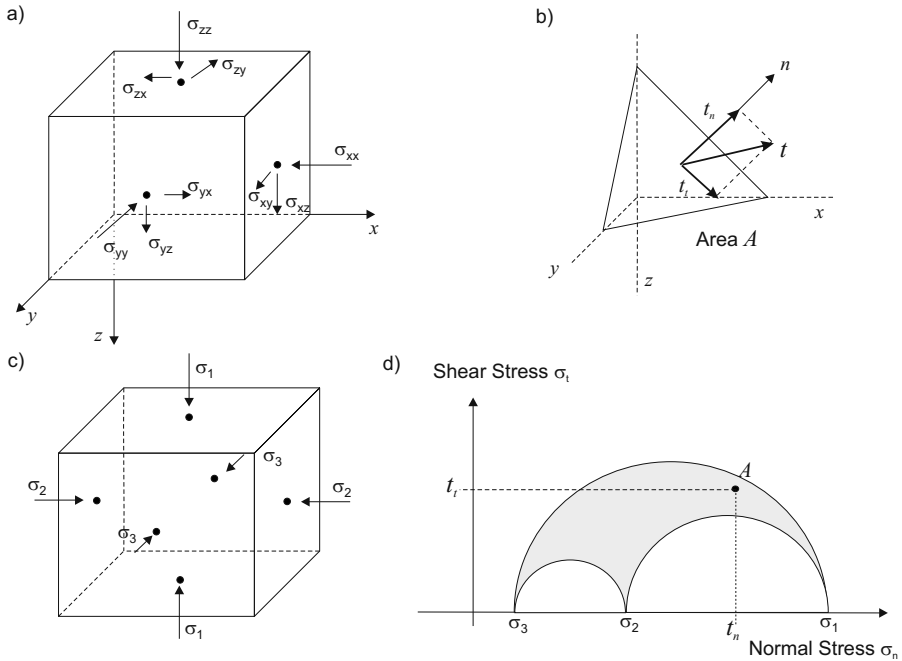 a)
σzz
σzy
σzx
σxx
σyx
σxy
σxz
x
σyy
σyz
y
z
b)
n
tn
t
tt
x
Area A
y
z
c)
σ1
σ3
σ2
σ2
σ3
σ1
d)
Shear Stress σt
A
tt
σ3
σ2
tn
σ1
Normal Stress σn